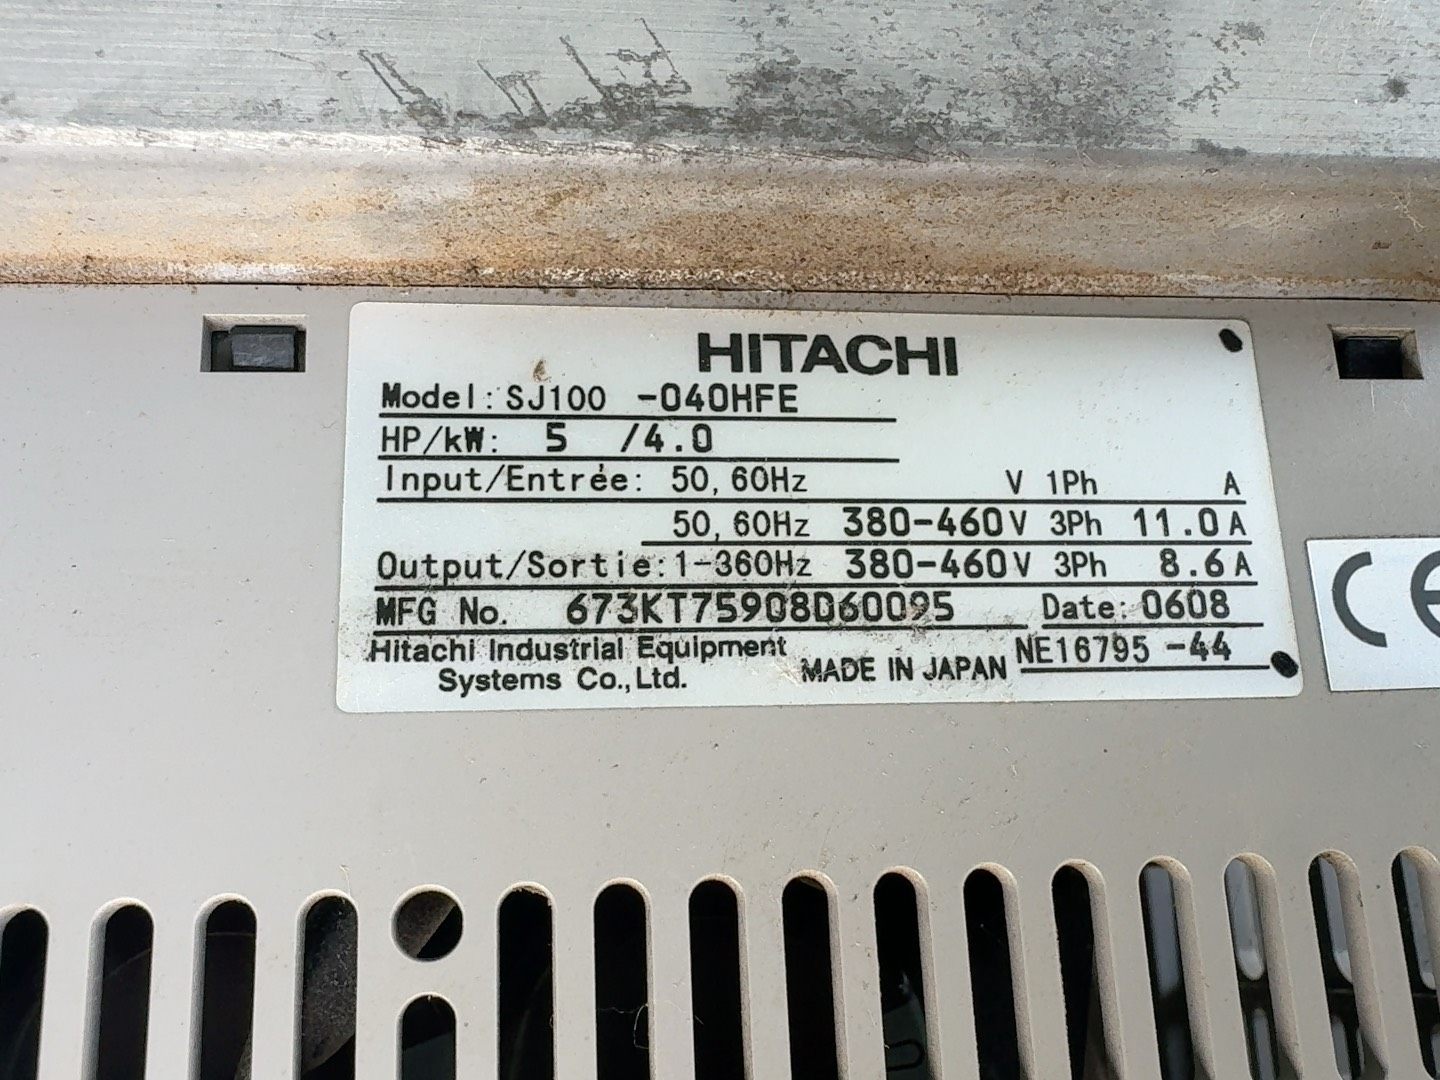 HITACHI
Model: SJ100 -040HFE
HP/kW: 5 /4.0
Input/Entrée: 50, 60Hz V 1Ph A
50, 60Hz 380-460V 3Ph 11.0A
Output/Sortie: 1-360Hz 380-460V 3Ph 8.6A
MFG No. 673KT75908D60095 Date: 0608
Hitachi Industrial Equipment
Systems Co., Ltd.
MADE IN JAPAN
NE16795 -44
CE